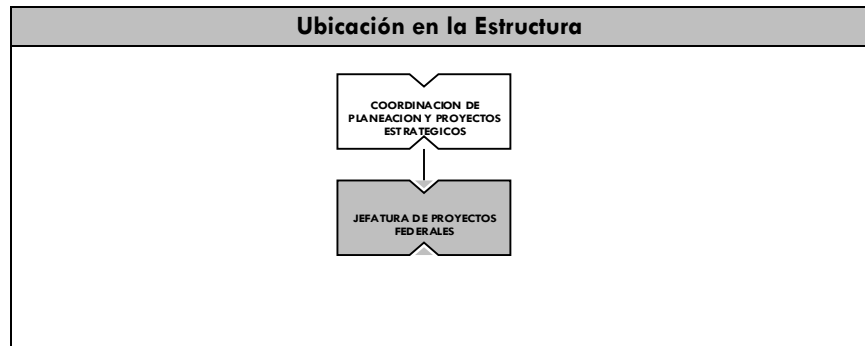 Ubicación en la Estructura
COORDINACION DE
PLANEACION Y PROYECTOS
ESTRATEGICOS
JEFATURA DE PROYECTOS
FEDERALES